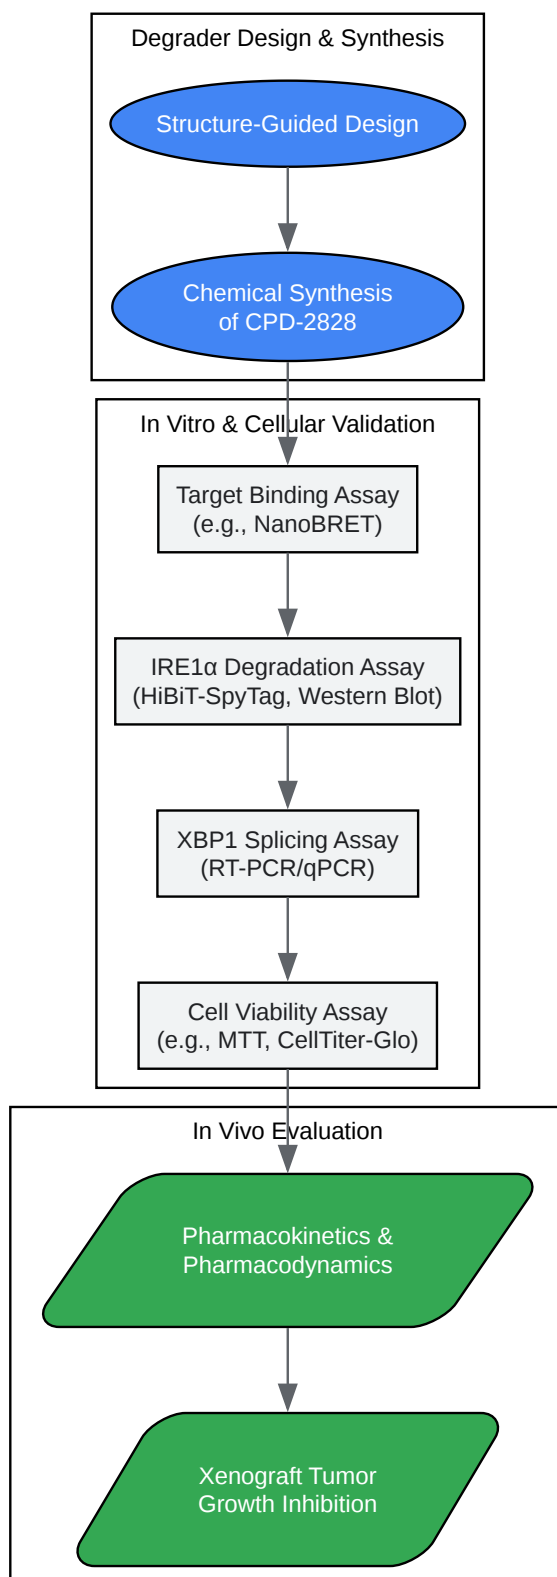 Degrader Design & Synthesis
Structure-Guided Design
Chemical Synthesis
of CPD-2828
In Vitro & Cellular Validation
Target Binding Assay
(e.g., NanoBRET)
IRE1α Degradation Assay
(HiBiT-SpyTag, Western Blot)
XBP1 Splicing Assay
(RT-PCR/qPCR)
Cell Viability Assay
(e.g., MTT, CellTiter-Glo)
In Vivo Evaluation
Pharmacokinetics &
Pharmacodynamics
Xenograft Tumor
Growth Inhibition